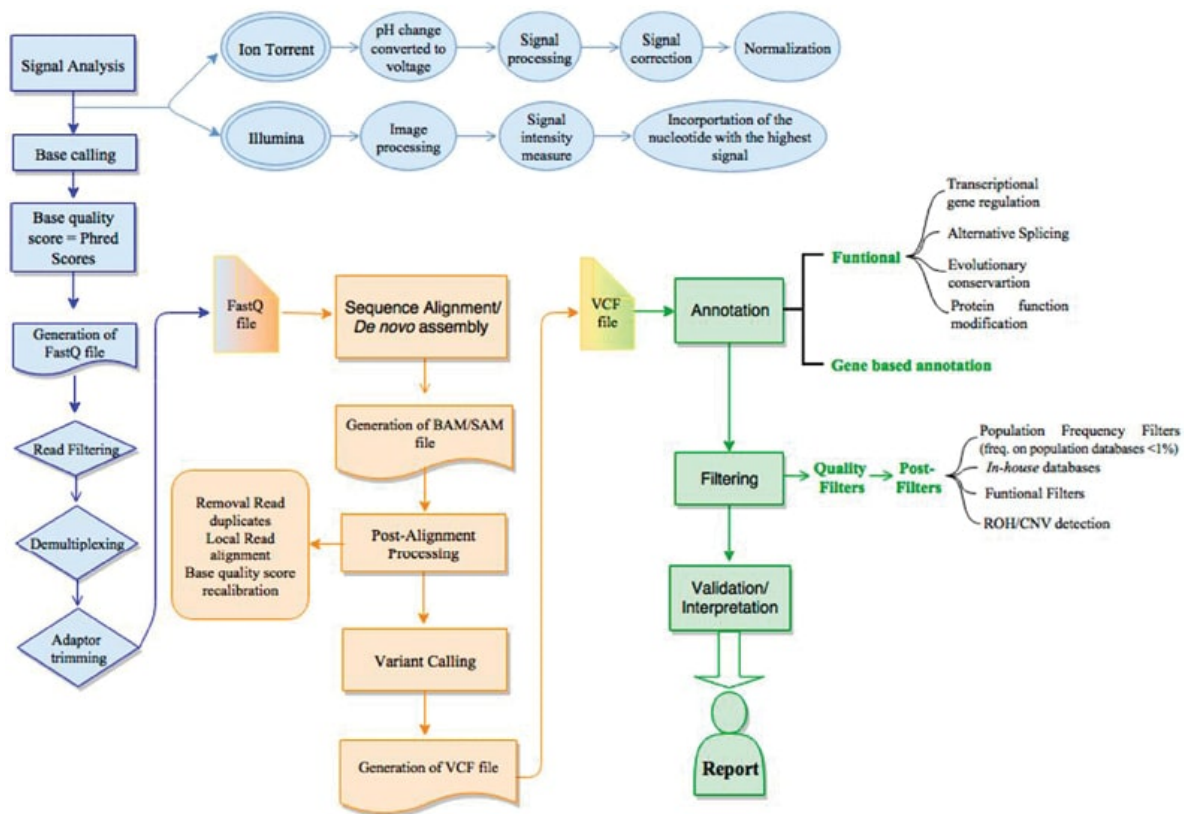 Signal Analysis
Ion Torrent
pH change
converted to
voltage
Signal
processing
Signal
correction
Normalization
Illumina
Image
processing
Signal
intensity
measure
Incorportation of
the nucleotide
with the highest
signal
Base calling
Base quality
score = Phred
Scores
Generation of
FastQ file
Read Filtering
Demultiplexing
Adaptor
trimming
FastQ
file
Sequence Alignment/
De novo assembly
Generation of BAM/SAM
file
Post-Alignment
Processing
Removal Read
duplicates
Local Read
alignment
Base quality score
recalibration
Variant Calling
Generation of VCF file
VCF
file
Annotation
Funtional
Transcriptional
gene regulation
Alternative Splicing
Evolutionary
conservartion
Protein function
modification
Gene based annotation
Filtering
Quality
Filters
Post-
Filters
Population Frequency Filters
(freq. on population databases <1%)
In-house databases
Funtional Filters
ROH/CNV detection
Validation/
Interpretation
Report